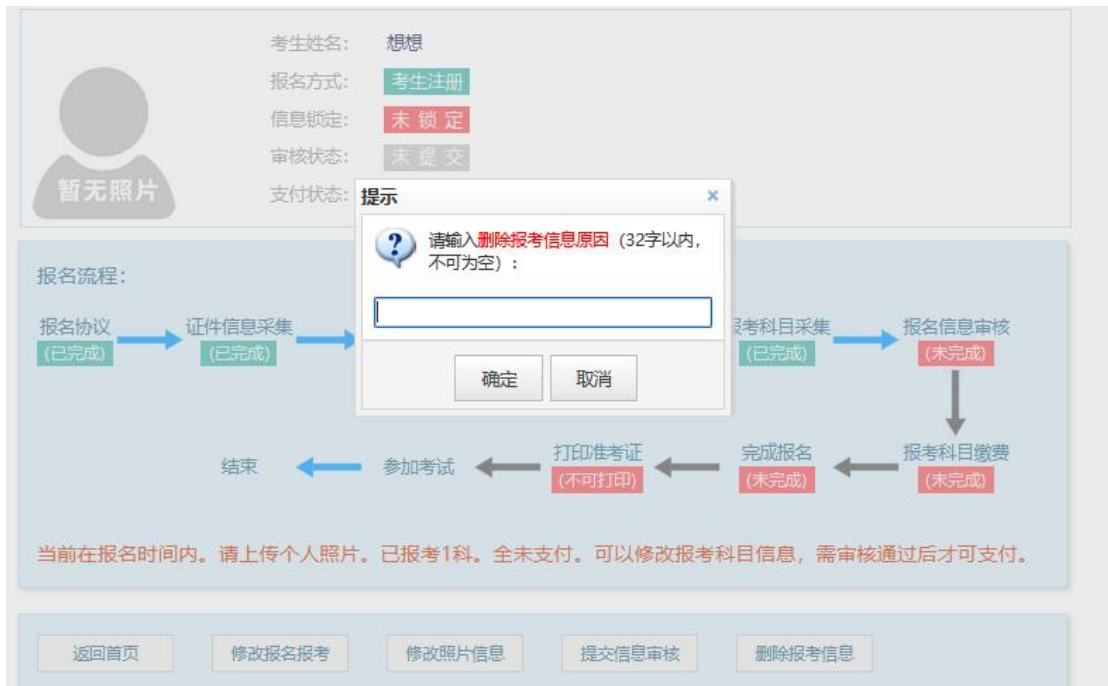 考生姓名： 想想
报名方式： 考生注册
信息锁定： 未 锁 定
审核状态： 未 提 交
暂无照片
支付状态：
提示
请输入删除报考信息原因（32字以内，
不可为空）：
确定 取消
报名流程：
报名协议 证件信息采集 报考科目采集 报名信息审核
(已完成) (已完成) (已完成) (未完成)
结束 参加考试 打印准考证 完成报名 报考科目缴费
(不可打印) (未完成) (未完成)
当前在报名时间内。请上传个人照片。已报考1科。全未支付。可以修改报考科目信息，需审核通过后才可支付。
返回首页 修改报名报考 修改照片信息 提交信息审核 删除报考信息